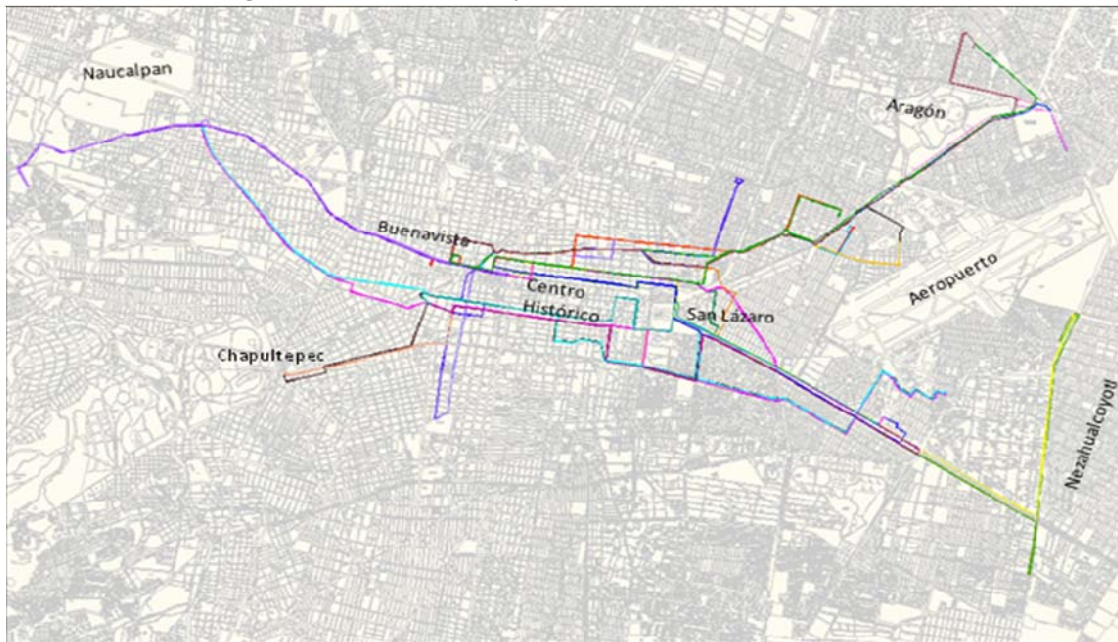 Naucalpan
Aragón
Buenavista
Aeropuerto
Centro
Histórico
San Lázaro
Chapultepec
Nezahualcoyotl